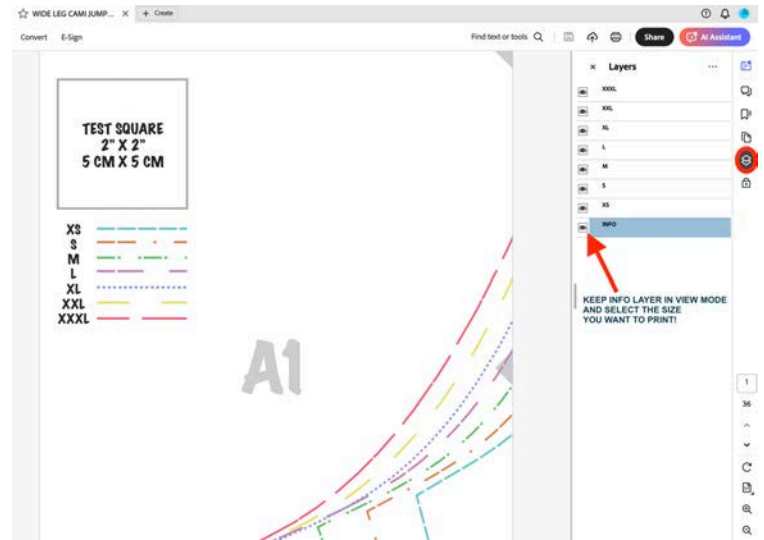 WIDE LEG CAMI JUMP...
+ Create
Convert E-Sign
Find text or tools
Share
AI Assistant
Layers
TEST SQUARE
2" X 2"
5 CM X 5 CM
XS
S
M
L
XL
XXL
XXXL
A1
XXXL
XXL
XL
L
M
S
XS
INFO
KEEP INFO LAYER IN VIEW MODE
AND SELECT THE SIZE
YOU WANT TO PRINT!
1
36